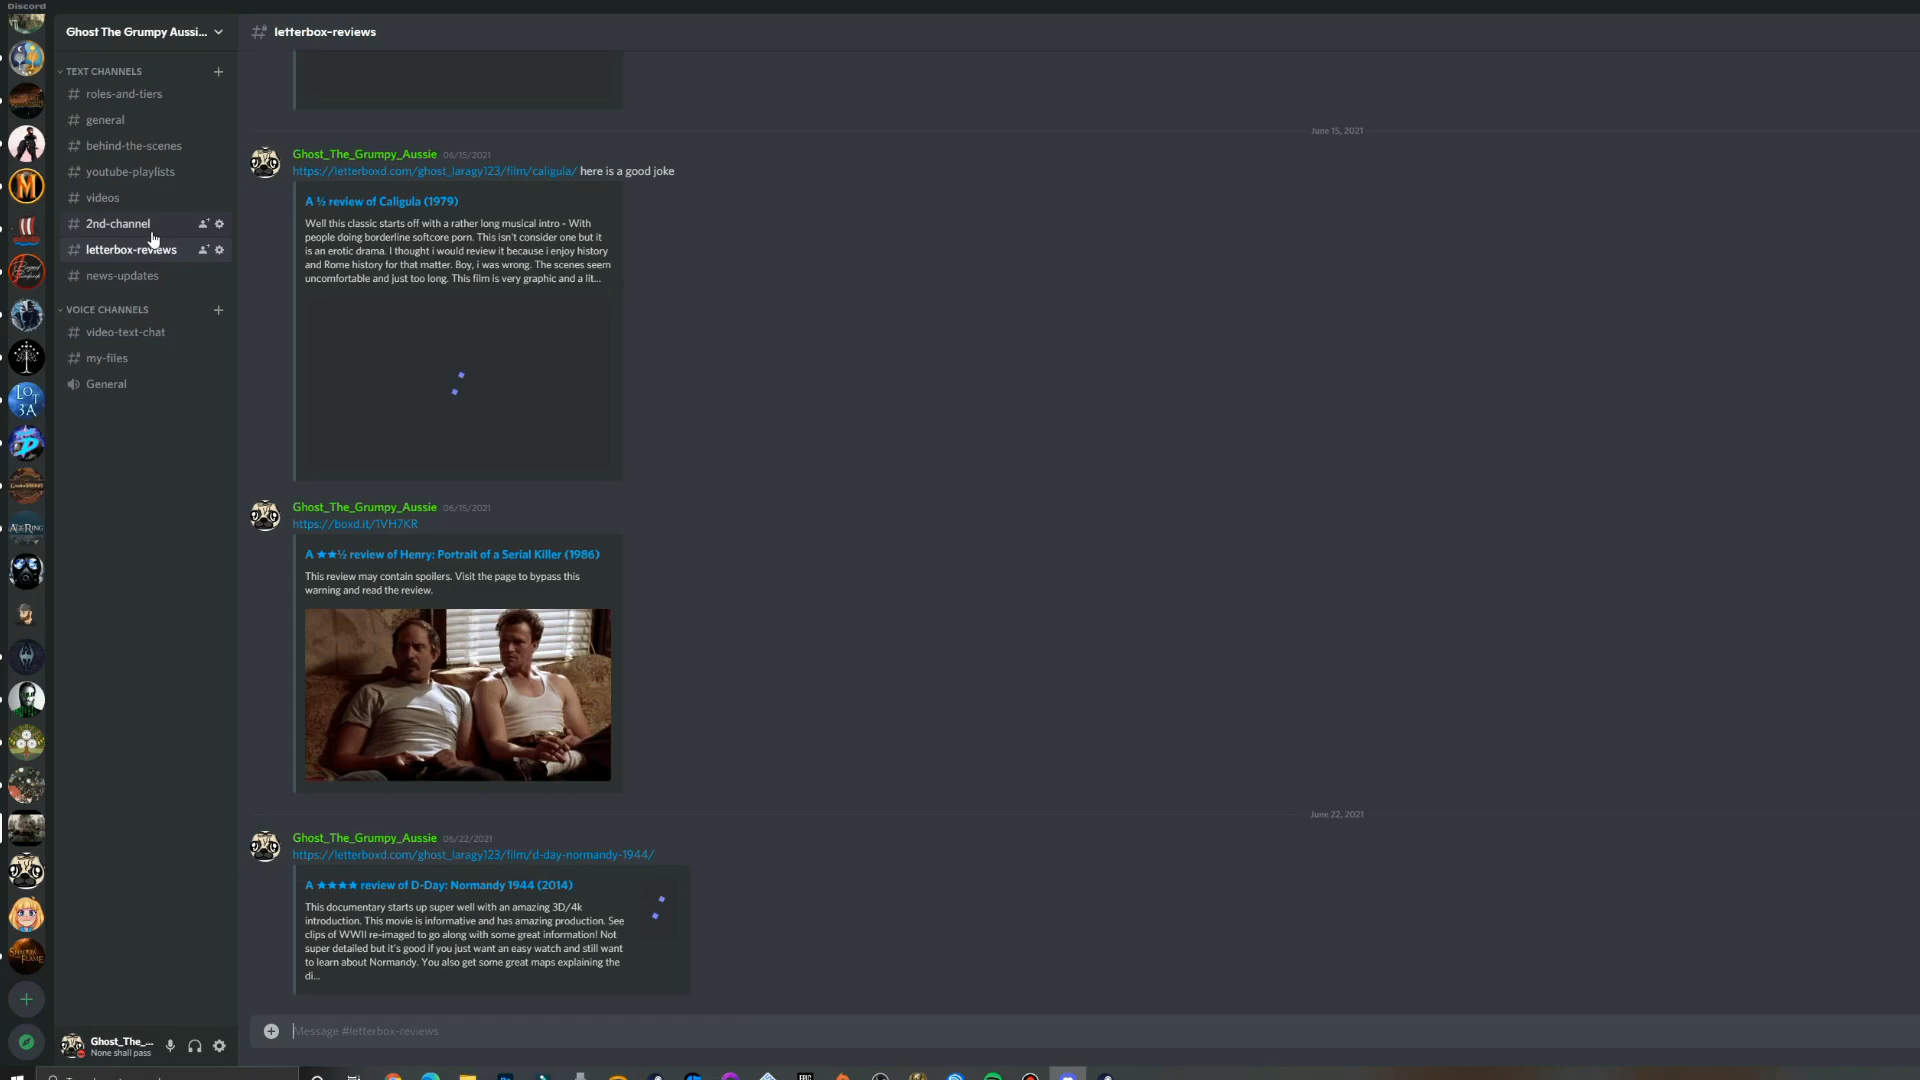 Discord
Ghost The Grumpy Aussi...
TEXT CHANNELS
roles-and-tiers
general
behind-the-scenes
youtube-playlists
videos
2nd-channel
letterbox-reviews
news-updates
VOICE CHANNELS
video-text-chat
my-files
General
LOT
3A
AGE RING
Ghost_The_...
None shall pass
letterbox-reviews
June 15, 2021
Ghost_The_Grumpy_Aussie 06/15/2021
https://letterboxd.com/ghost_laragy123/film/caligula/ here is a good joke
A ½ review of Caligula (1979)
Well this classic starts off with a rather long musical intro - With
people doing borderline softcore porn. This isn't consider one but it
is an erotic drama. I thought i would review it because i enjoy history
and Rome history for that matter. Boy, i was wrong. The scenes seem
uncomfortable and just too long. This film is very graphic and a lit...
Ghost_The_Grumpy_Aussie 06/15/2021
https://boxd.it/1VH7KR
A ★★½ review of Henry: Portrait of a Serial Killer (1986)
This review may contain spoilers. Visit the page to bypass this
warning and read the review.
June 22, 2021
Ghost_The_Grumpy_Aussie 06/22/2021
https://letterboxd.com/ghost_laragy123/film/d-day-normandy-1944/
A ★★★★ review of D-Day: Normandy 1944 (2014)
This documentary starts up super well with an amazing 3D/4k
introduction. This movie is informative and has amazing production. See
clips of WWII re-imaged to go along with some great information! Not
super detailed but it's good if you just want an easy watch and still want
to learn about Normandy. You also get some great maps explaining the
di...
Message #letterbox-reviews